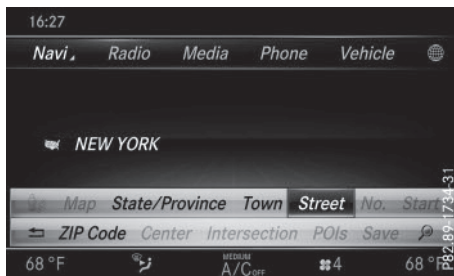 16:27
Navi Radio Media Phone Vehicle
NEW YORK
Map State/Province Town Street No. Start
ZIP Code Center Intersection POIs Save
68 °F MEDIUM A/C OFF 4 68 °F
P82.89-1734-31